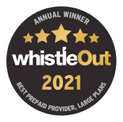 ANNUAL WINNER
whistleOut
2021
BEST PREPAID PROVIDER, LARGE PLANS